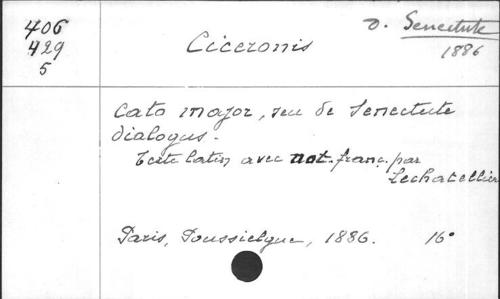 406
429
5
Ciceronis
d. Senectute
1886
Cato major, seu de Senectute
dialogus.
Texte latin avec not. franç. par
Lechatellier
Paris, Poussielgue, 1886. 16°